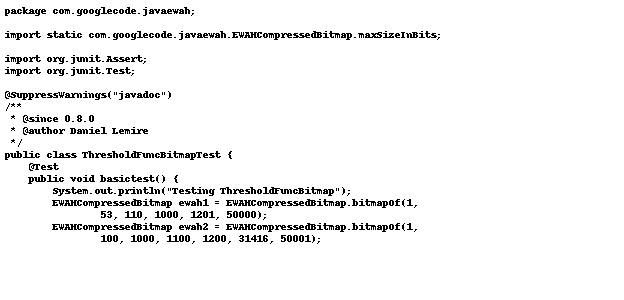 package com.googlecode.javaewah;
import static com.googlecode.javaewah.EWAHCompressedBitmap.maxSizeInBits;
import org.junit.Assert;
import org.junit.Test;
@SuppressWarnings("javadoc")
/**
 * @since 0.8.0
 * @author Daniel Lemire
 */
public class ThresholdFuncBitmapTest {
    @Test
    public void basictest() {
        System.out.println("Testing ThresholdFuncBitmap");
        EWAHCompressedBitmap ewah1 = EWAHCompressedBitmap.bitmapOf(1,
                53, 110, 1000, 1201, 50000);
        EWAHCompressedBitmap ewah2 = EWAHCompressedBitmap.bitmapOf(1,
                100, 1000, 1100, 1200, 31416, 50001);